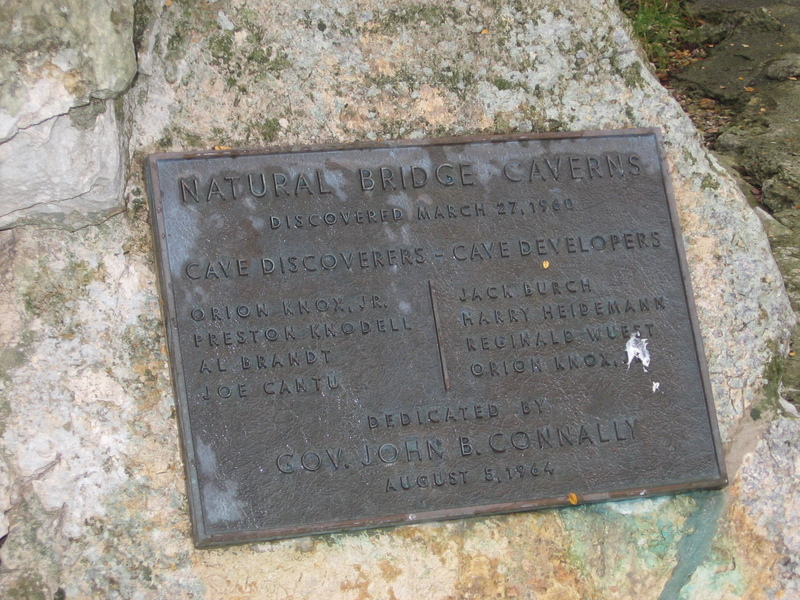 NATURAL BRIDGE CAVERNS
DISCOVERED MARCH 27, 1960
CAVE DISCOVERERS - CAVE DEVELOPERS
ORION KNOX, JR.
PRESTON KNODELL
AL BRANDT
JOE CANTU
JACK BURCH
HARRY HEIDEMANN
REGINALD WUEST
ORION KNOX,
DEDICATED BY
GOV. JOHN B. CONNALLY
AUGUST 5, 1964